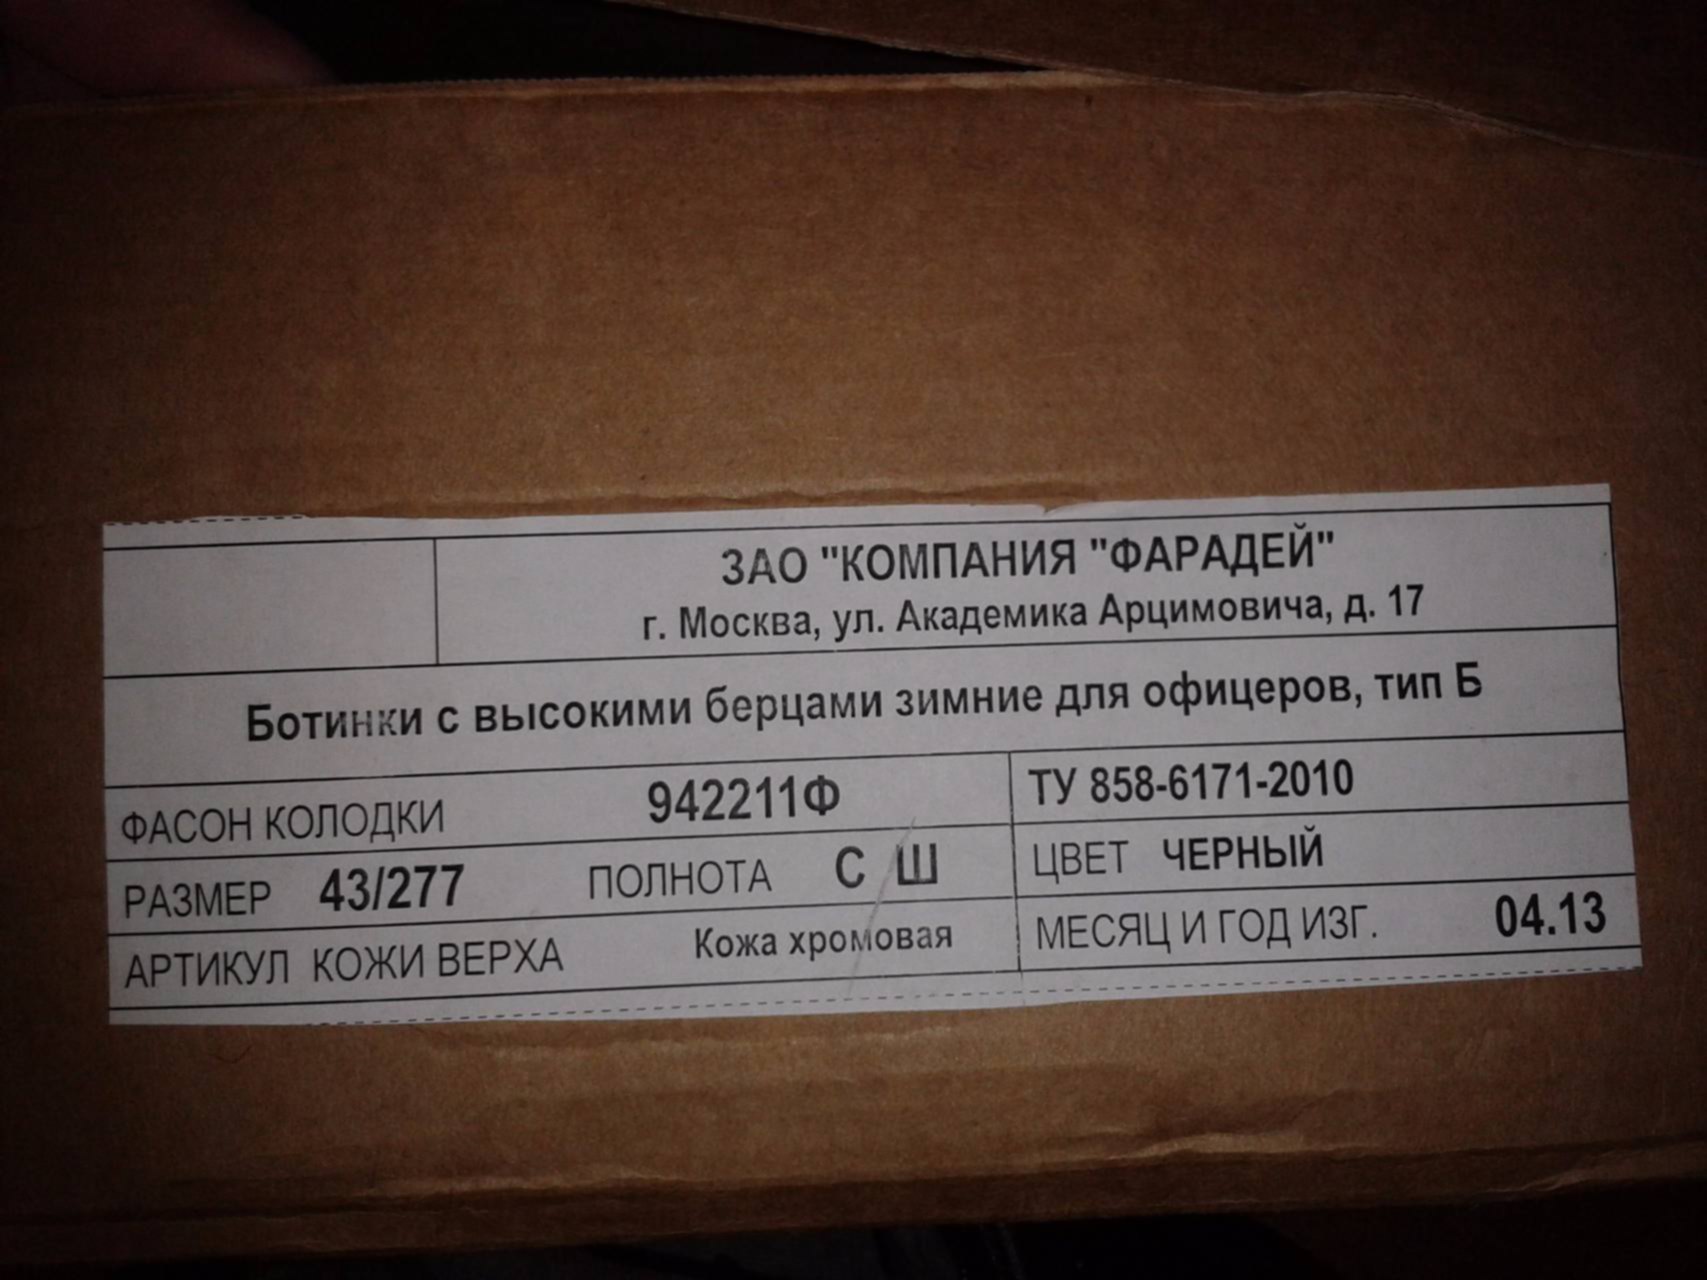 ЗАО "КОМПАНИЯ "ФАРАДЕЙ"
г. Москва, ул. Академика Арцимовича, д. 17
Ботинки с высокими берцами зимние для офицеров, тип Б
ФАСОН КОЛОДКИ 942211Ф ТУ 858-6171-2010
РАЗМЕР 43/277 ПОЛНОТА С Ш ЦВЕТ ЧЕРНЫЙ
АРТИКУЛ КОЖИ ВЕРХА Кожа хромовая МЕСЯЦ И ГОД ИЗГ. 04.13